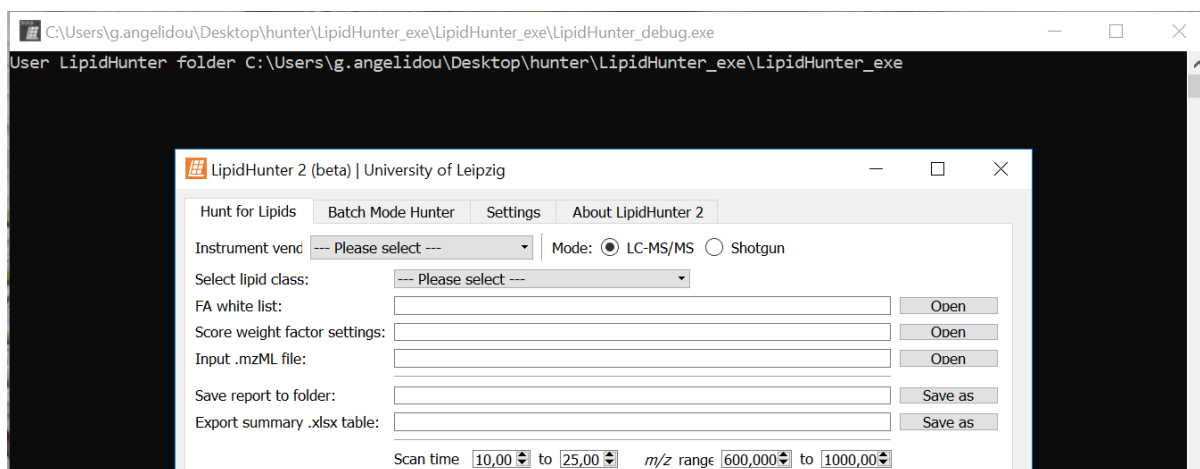 C:\Users\g.angelidou\Desktop\hunter\LipidHunter_exe\LipidHunter_exe\LipidHunter_debug.exe
User LipidHunter folder C:\Users\g.angelidou\Desktop\hunter\LipidHunter_exe\LipidHunter_exe
LipidHunter 2 (beta) | University of Leipzig
Hunt for Lipids Batch Mode Hunter Settings About LipidHunter 2
Instrument vend --- Please select --- Mode: LC-MS/MS Shotgun
Select lipid class: --- Please select ---
FA white list: Open
Score weight factor settings: Open
Input .mzML file: Open
Save report to folder: Save as
Export summary .xlsx table: Save as
Scan time 10,00 to 25,00 m/z range 600,000 to 1000,00